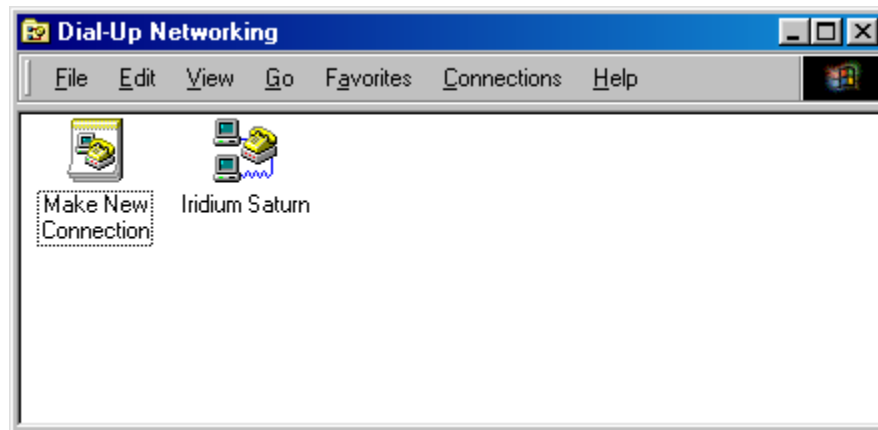 Dial-Up Networking
File Edit View Go Favorites Connections Help
Make New Connection
Iridium Saturn